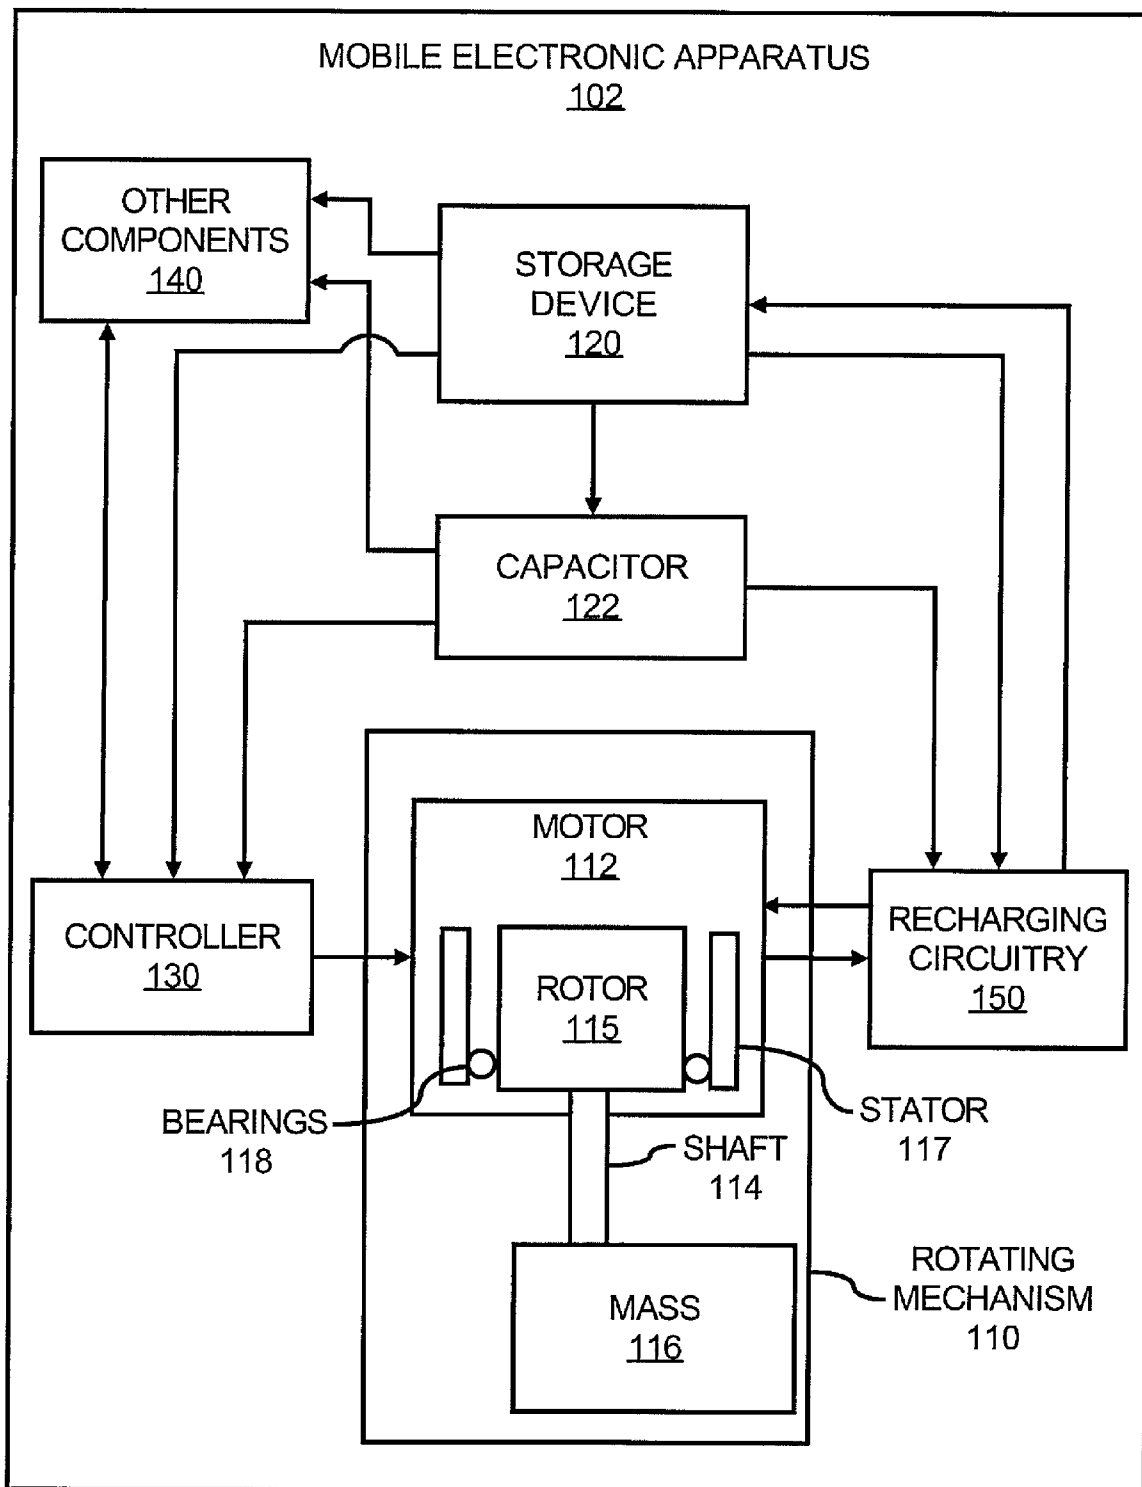 MOBILE ELECTRONIC APPARATUS
102
OTHER
COMPONENTS
140
STORAGE
DEVICE
120
CAPACITOR
122
MOTOR
112
CONTROLLER
130
ROTOR
115
RECHARGING
CIRCUITRY
150
BEARINGS
118
STATOR
117
SHAFT
114
ROTATING
MECHANISM
110
MASS
116